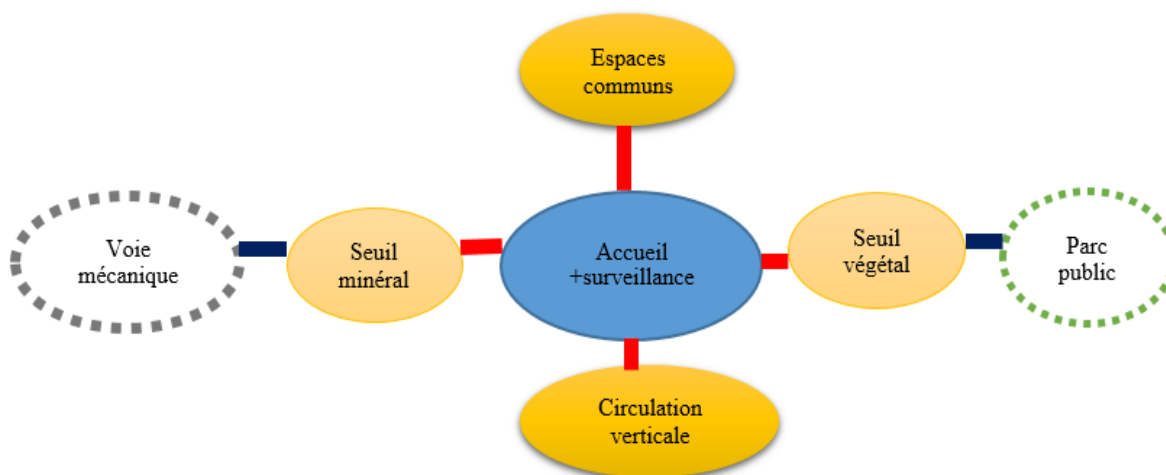 Espaces
communs
Voie
mécanique
Seuil
minéral
Accueil
+surveillance
Seuil
végétal
Parc
public
Circulation
verticale